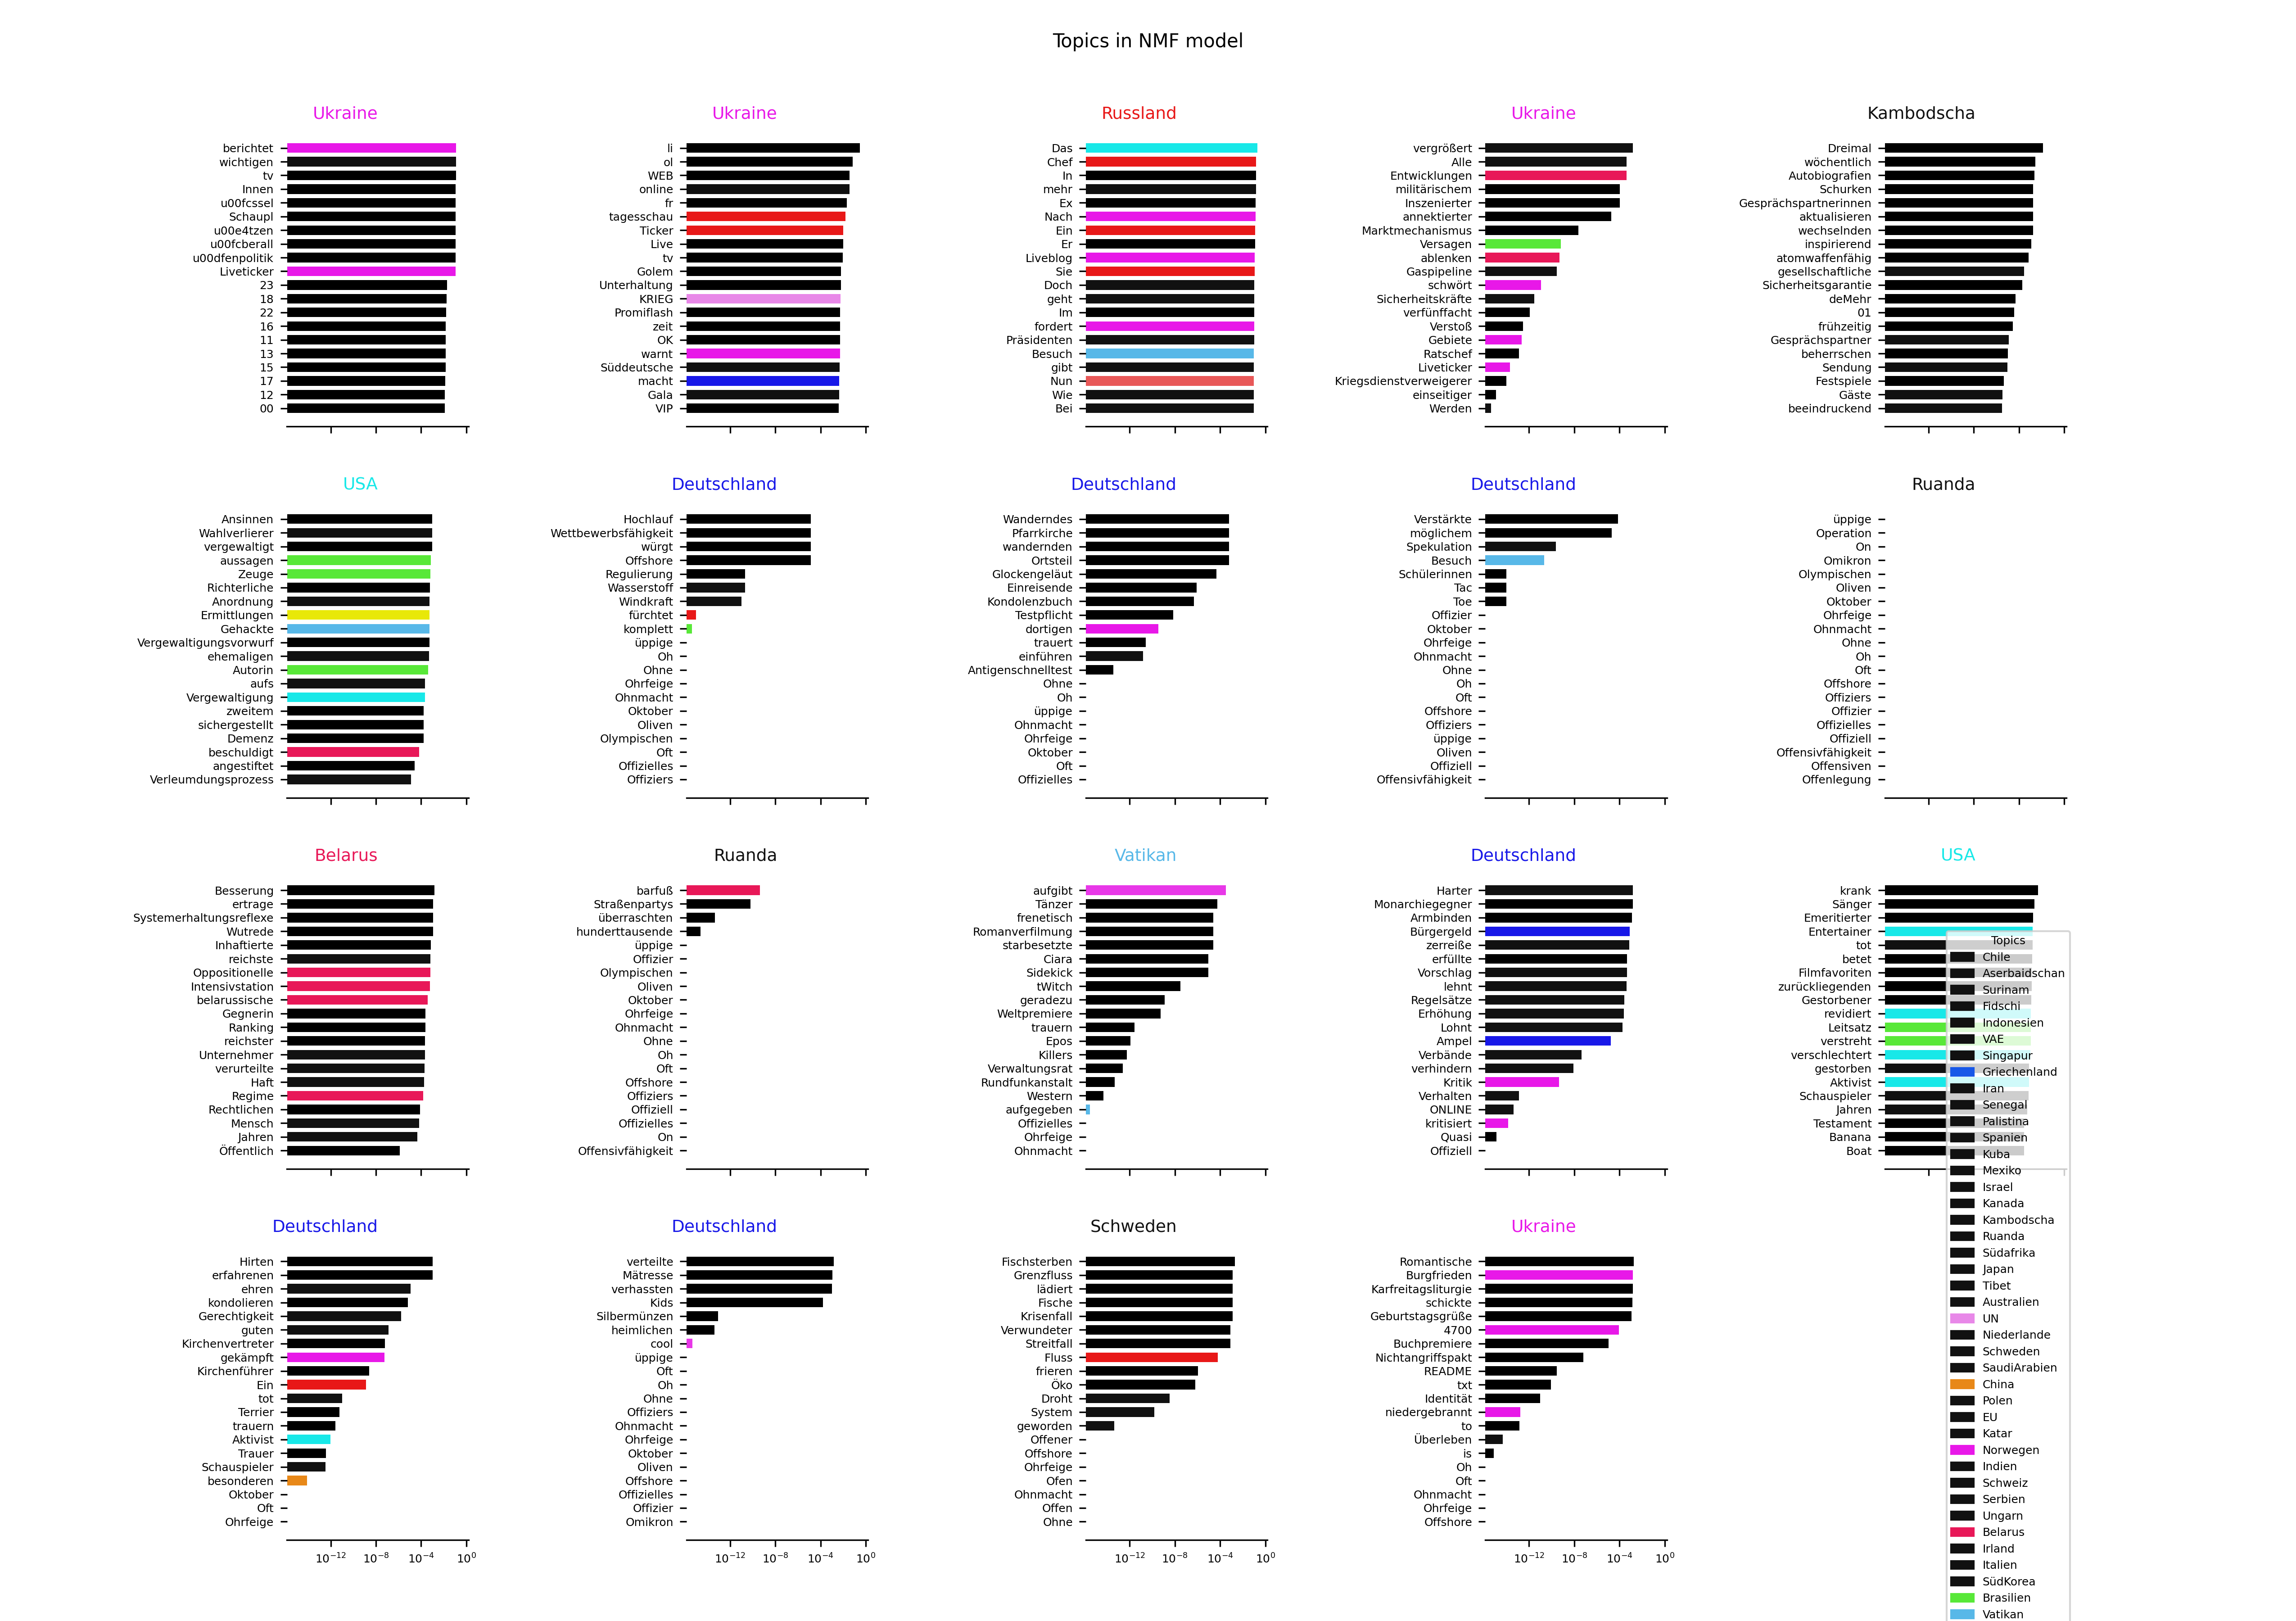 Topics in NMF model
Ukraine
berichtet
wichtigen
tv
Innen
u00fcssel
Schaupl
u00e4tzen
u00fcberall
u00dfenpolitik
Liveticker
23
18
22
16
11
13
15
17
12
00
Ukraine
li
ol
WEB
online
fr
tagesschau
Ticker
Live
tv
Golem
Unterhaltung
KRIEG
Promiflash
zeit
OK
warnt
Süddeutsche
macht
Gala
VIP
Russland
Das
Chef
In
mehr
Ex
Nach
Ein
Er
Liveblog
Sie
Doch
geht
Im
fordert
Präsidenten
Besuch
gibt
Nun
Wie
Bei
Ukraine
vergrößert
Alle
Entwicklungen
militärischem
Inszenierter
annektierter
Marktmechanismus
Versagen
ablenken
Gaspipeline
schwört
Sicherheitskräfte
verfünffacht
Verstoß
Gebiete
Ratschef
Liveticker
Kriegsdienstverweigerer
einseitiger
Werden
Kambodscha
Dreimal
wöchentlich
Autobiografien
Schurken
Gesprächspartnerinnen
aktualisieren
wechselnden
inspirierend
atomwaffenfähig
gesellschaftliche
Sicherheitsgarantie
deMehr
01
frühzeitig
Gesprächspartner
beherrschen
Sendung
Festspiele
Gäste
beeindruckend
USA
Ansinnen
Wahlverlierer
vergewaltigt
aussagen
Zeuge
Richterliche
Anordnung
Ermittlungen
Gehackte
Vergewaltigungsvorwurf
ehemaligen
Autorin
aufs
Vergewaltigung
zweitem
sichergestellt
Demenz
beschuldigt
angestiftet
Verleumdungsprozess
Deutschland
Hochlauf
Wettbewerbsfähigkeit
würgt
Offshore
Regulierung
Wasserstoff
Windkraft
fürchtet
komplett
üppige
Oh
Ohne
Ohrfeige
Ohnmacht
Oktober
Oliven
Olympischen
Oft
Offizielles
Offiziers
Deutschland
Wanderndes
Pfarrkirche
wandernden
Ortsteil
Glockengeläut
Einreisende
Kondolenzbuch
Testpflicht
dortigen
trauert
einführen
Antigenschnelltest
Ohne
Oh
üppige
Ohnmacht
Ohrfeige
Oktober
Oft
Offizielles
Deutschland
Verstärkte
möglichem
Spekulation
Besuch
Schülerinnen
Tac
Toe
Offizier
Oktober
Ohrfeige
Ohnmacht
Ohne
Oh
Oft
Offshore
Offiziers
üppige
Oliven
Offiziell
Offensivfähigkeit
Ruanda
üppige
Operation
On
Omikron
Olympischen
Oliven
Oktober
Ohrfeige
Ohnmacht
Ohne
Oh
Oft
Offshore
Offiziers
Offizier
Offizielles
Offiziell
Offensivfähigkeit
Offensiven
Offenlegung
Belarus
Besserung
ertrage
Systemerhaltungsreflexe
Wutrede
Inhaftierte
reichste
Oppositionelle
Intensivstation
belarussische
Gegnerin
Ranking
reichster
Unternehmer
verurteilte
Haft
Regime
Rechtlichen
Mensch
Jahren
Öffentlich
Ruanda
barfuß
Straßenpartys
überraschten
hunderttausende
üppige
Offizier
Olympischen
Oliven
Oktober
Ohrfeige
Ohnmacht
Ohne
Oh
Oft
Offshore
Offiziers
Offiziell
Offizielles
On
Offensivfähigkeit
Vatikan
aufgibt
Tänzer
frenetisch
Romanverfilmung
starbesetzte
Ciara
Sidekick
tWitch
geradezu
Weltpremiere
trauern
Epos
Killers
Verwaltungsrat
Rundfunkanstalt
Western
aufgegeben
Offizielles
Ohrfeige
Ohnmacht
Deutschland
Harter
Monarchiegegner
Armbinden
Bürgergeld
zerreiße
erfüllte
Vorschlag
lehnt
Regelsätze
Erhöhung
Lohnt
Ampel
Verbände
verhindern
Kritik
Verhalten
ONLINE
kritisiert
Quasi
Offiziell
USA
krank
Sänger
Emeritierter
Entertainer
tot
betet
Filmfavoriten
zurückliegenden
Gestorbener
revidiert
Leitsatz
verstreht
verschlechtert
gestorben
Aktivist
Schauspieler
Jahren
Testament
Banana
Boat
Deutschland
Hirten
erfahrenen
ehren
kondolieren
Gerechtigkeit
guten
Kirchenvertreter
gekämpft
Kirchenführer
Ein
tot
Terrier
trauern
Aktivist
Trauer
Schauspieler
besonderen
Oktober
Oft
Ohrfeige
10⁻¹² 10⁻⁸ 10⁻⁴ 10⁰
Deutschland
verteilte
Mätresse
verhassten
Kids
Silbermünzen
heimlichen
cool
üppige
Oft
Oh
Ohne
Offiziers
Ohnmacht
Ohrfeige
Oktober
Oliven
Offshore
Offizielles
Offizier
Omikron
10⁻¹² 10⁻⁸ 10⁻⁴ 10⁰
Schweden
Fischsterben
Grenzfluss
lädiert
Fische
Krisenfall
Verwundeter
Streitfall
Fluss
frieren
Öko
Droht
System
geworden
Offener
Offshore
Ohrfeige
Ofen
Ohnmacht
Offen
Ohne
10⁻¹² 10⁻⁸ 10⁻⁴ 10⁰
Ukraine
Romantische
Burgfrieden
Karfreitagsliturgie
schickte
Geburtstagsgrüße
4700
Buchpremiere
Nichtangriffspakt
README
txt
Identität
niedergebrannt
to
Überleben
is
Oh
Oft
Ohnmacht
Ohrfeige
Offshore
10⁻¹² 10⁻⁸ 10⁻⁴ 10⁰
Topics
Chile
Aserbaidschan
Surinam
Fidschi
Indonesien
VAE
Singapur
Griechenland
Iran
Senegal
Palistina
Spanien
Kuba
Mexiko
Israel
Kanada
Kambodscha
Ruanda
Südafrika
Japan
Tibet
Australien
UN
Niederlande
Schweden
SaudiArabien
China
Polen
EU
Katar
Norwegen
Indien
Schweiz
Serbien
Ungarn
Belarus
Irland
Italien
SüdKorea
Brasilien
Vatikan